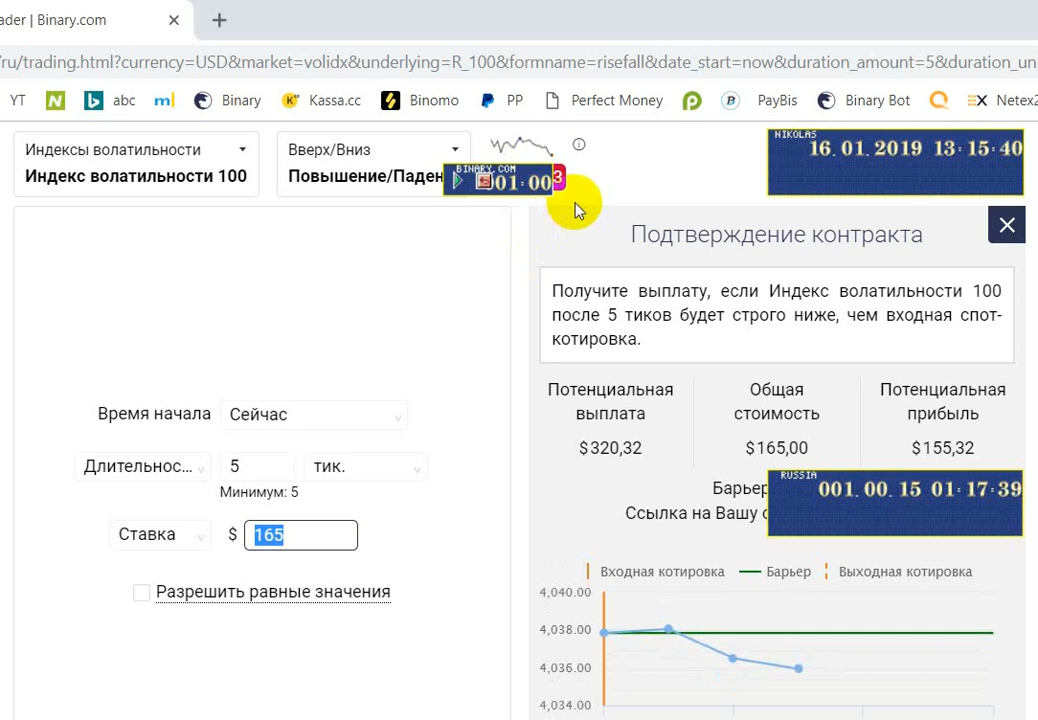 ader | Binary.com
/ru/trading.html?currency=USD&market=volidx&underlying=R_100&formname=risefall&date_start=now&duration_amount=5&duration_un
YT
abc
Binary
Kassa.cc
Binomo
PP
Perfect Money
PayBis
Binary Bot
Netex2
Индексы волатильности
Индекс волатильности 100
Вверх/Вниз
Повышение/Паден
BINARY.COM
01:00
3
NIKOLAS
16.01.2019 13:15:40
Подтверждение контракта
Получите выплату, если Индекс волатильности 100
после 5 тиков будет строго ниже, чем входная спот-
котировка.
Потенциальная выплата
Общая стоимость
Потенциальная прибыль
$320,32
$165,00
$155,32
Время начала
Сейчас
Длительнос...
5
тик.
Минимум: 5
Ставка
$
165
Разрешить равные значения
Барьер
Ссылка на Вашу с
RUSSIA
001.00.15 01:17:39
Входная котировка
Барьер
Выходная котировка
4,040.00
4,038.00
4,036.00
4,034.00